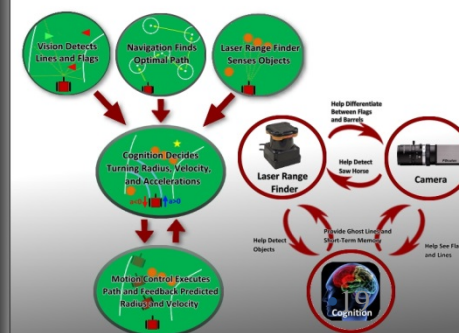 Vision Detects
Lines and Flags
Navigation Finds
Optimal Path
Laser Range Finder
Senses Objects
Cognition Decides
Turning Radius, Velocity,
and Accelerations
a<0
a>0
Motion Control Executes
Path and Feedback Predicted
Radius and Velocity
Help Differentiate
Between Flags
and Barrels
Laser Range
Finder
Help Detect
Saw Horse
Camera
Provide Ghost Lines and
Short-Term Memory
Help Detect
Objects
Help See
and Lines
19
Cognition